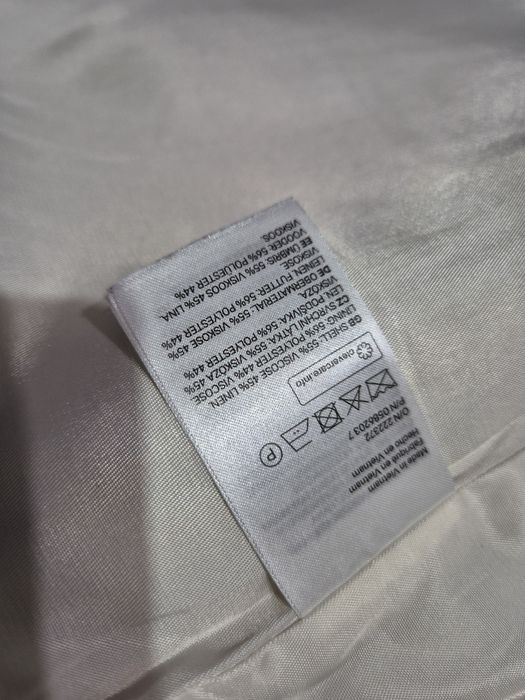 Made in Vietnam
Fabriqué en Vietnam
Hecho en Vietnam
O/N 222372
P/N 0586203 7
P
clevercare.info
GB SHELL: 55% VISCOSE 45% LINEN.
LINING: 56% POLYESTER 44% VISCOSE
CZ SVRCHNÍ LÁTKA: 55% VISKÓZA 45%
LEN. PODŠÍVKA: 56% POLYESTER 44%
VISKÓZA
DE OBERMATERIAL: 55% VISKOSE 45%
LEINEN. FUTTER: 56% POLYESTER 44%
VISKOSE
EE ÜMBRIS: 55% VISKOOS 45% LINA
VOODER: 56% POLÜESTER 44%
VISKOOS